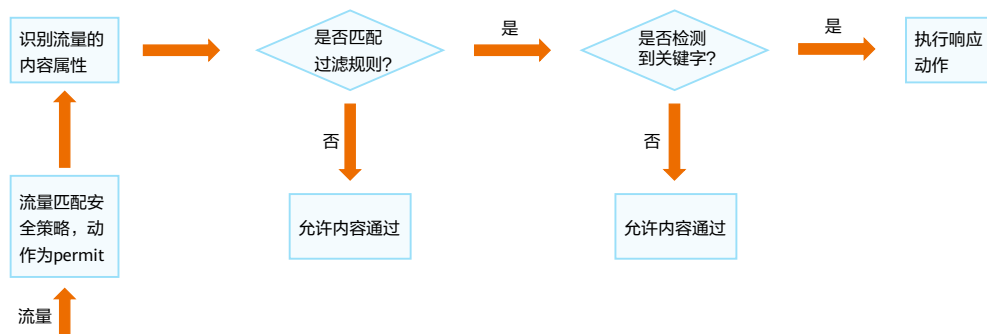 识别流量的
内容属性
是否匹配
过滤规则?
是
是否检测
到关键字?
是
执行响应
动作
否
否
流量匹配安
全策略，动
作为permit
允许内容通过
允许内容通过
流量